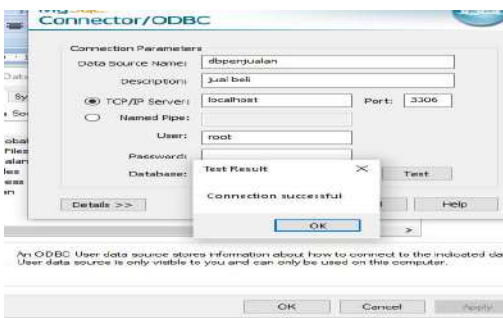 Connector/ODBC
Connection Parameters
Data Source Name: dbpenjualan
Description: jual beli
TCP/IP Server: localhost Port: 3306
Named Pipe:
User: root
Password:
Database: Test
Test Result
Connection successful
OK
Details >> Help
An ODBC User data source stores information about how to connect to the indicated da
User data source is only visible to you and can only be used on this computer.
OK Cancel Apply